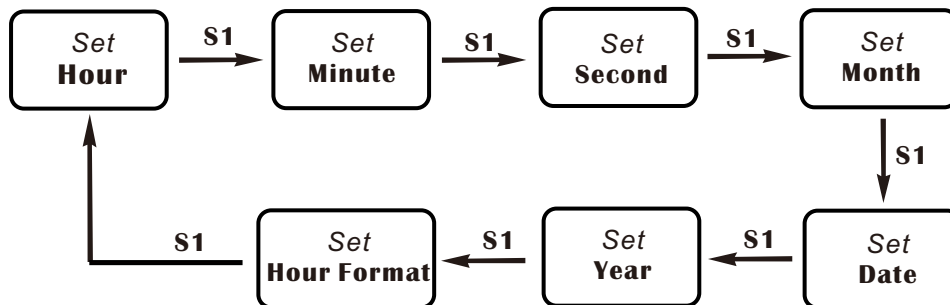 Set
Hour
S1
Set
Minute
S1
Set
Second
S1
Set
Month
S1
Set
Date
S1
Set
Year
S1
Set
Hour Format
S1